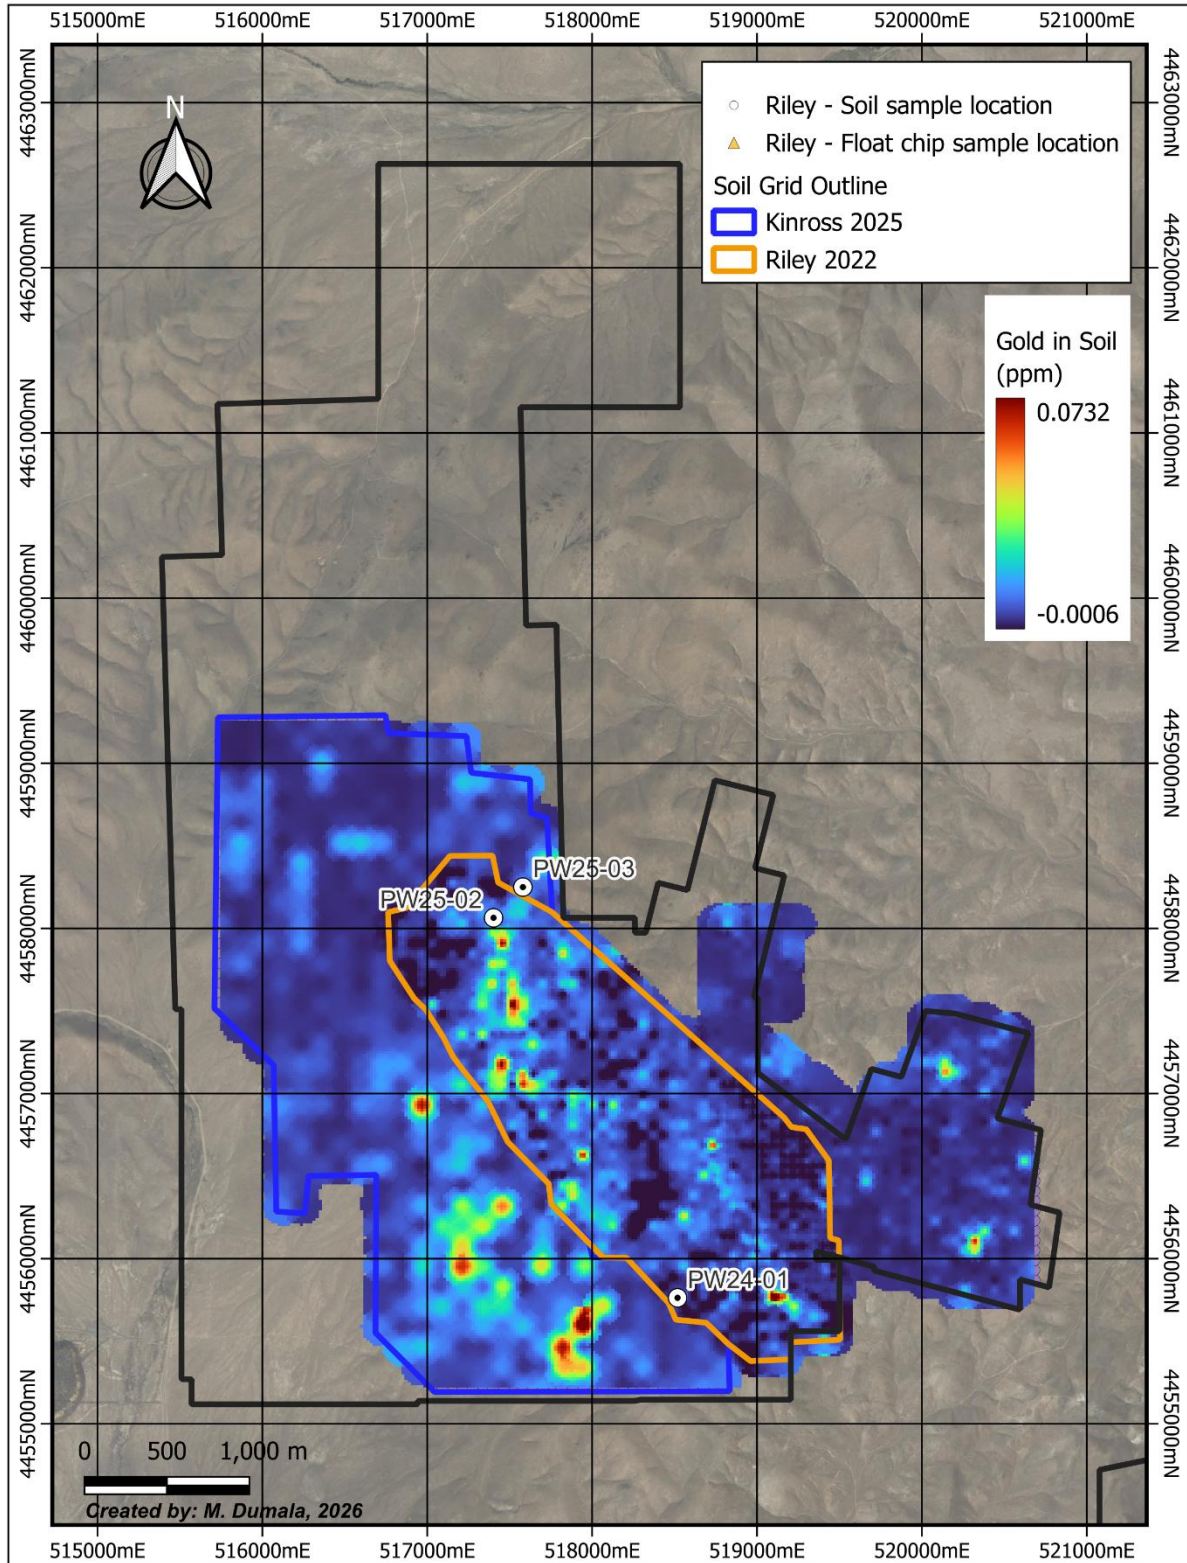 515000mE 516000mE 517000mE 518000mE 519000mE 520000mE 521000mE
4463000mN
4462000mN
4461000mN
4460000mN
4459000mN
4458000mN
4457000mN
4456000mN
4455000mN
N
Riley - Soil sample location
Riley - Float chip sample location
Soil Grid Outline
Kinross 2025
Riley 2022
Gold in Soil
(ppm)
0.0732
-0.0006
PW25-03
PW25-02
PW24-01
0 500 1,000 m
Created by: M. Dumala, 2026
4463000mN
4462000mN
4461000mN
4460000mN
4459000mN
4458000mN
4457000mN
4456000mN
4455000mN
515000mE 516000mE 517000mE 518000mE 519000mE 520000mE 521000mE